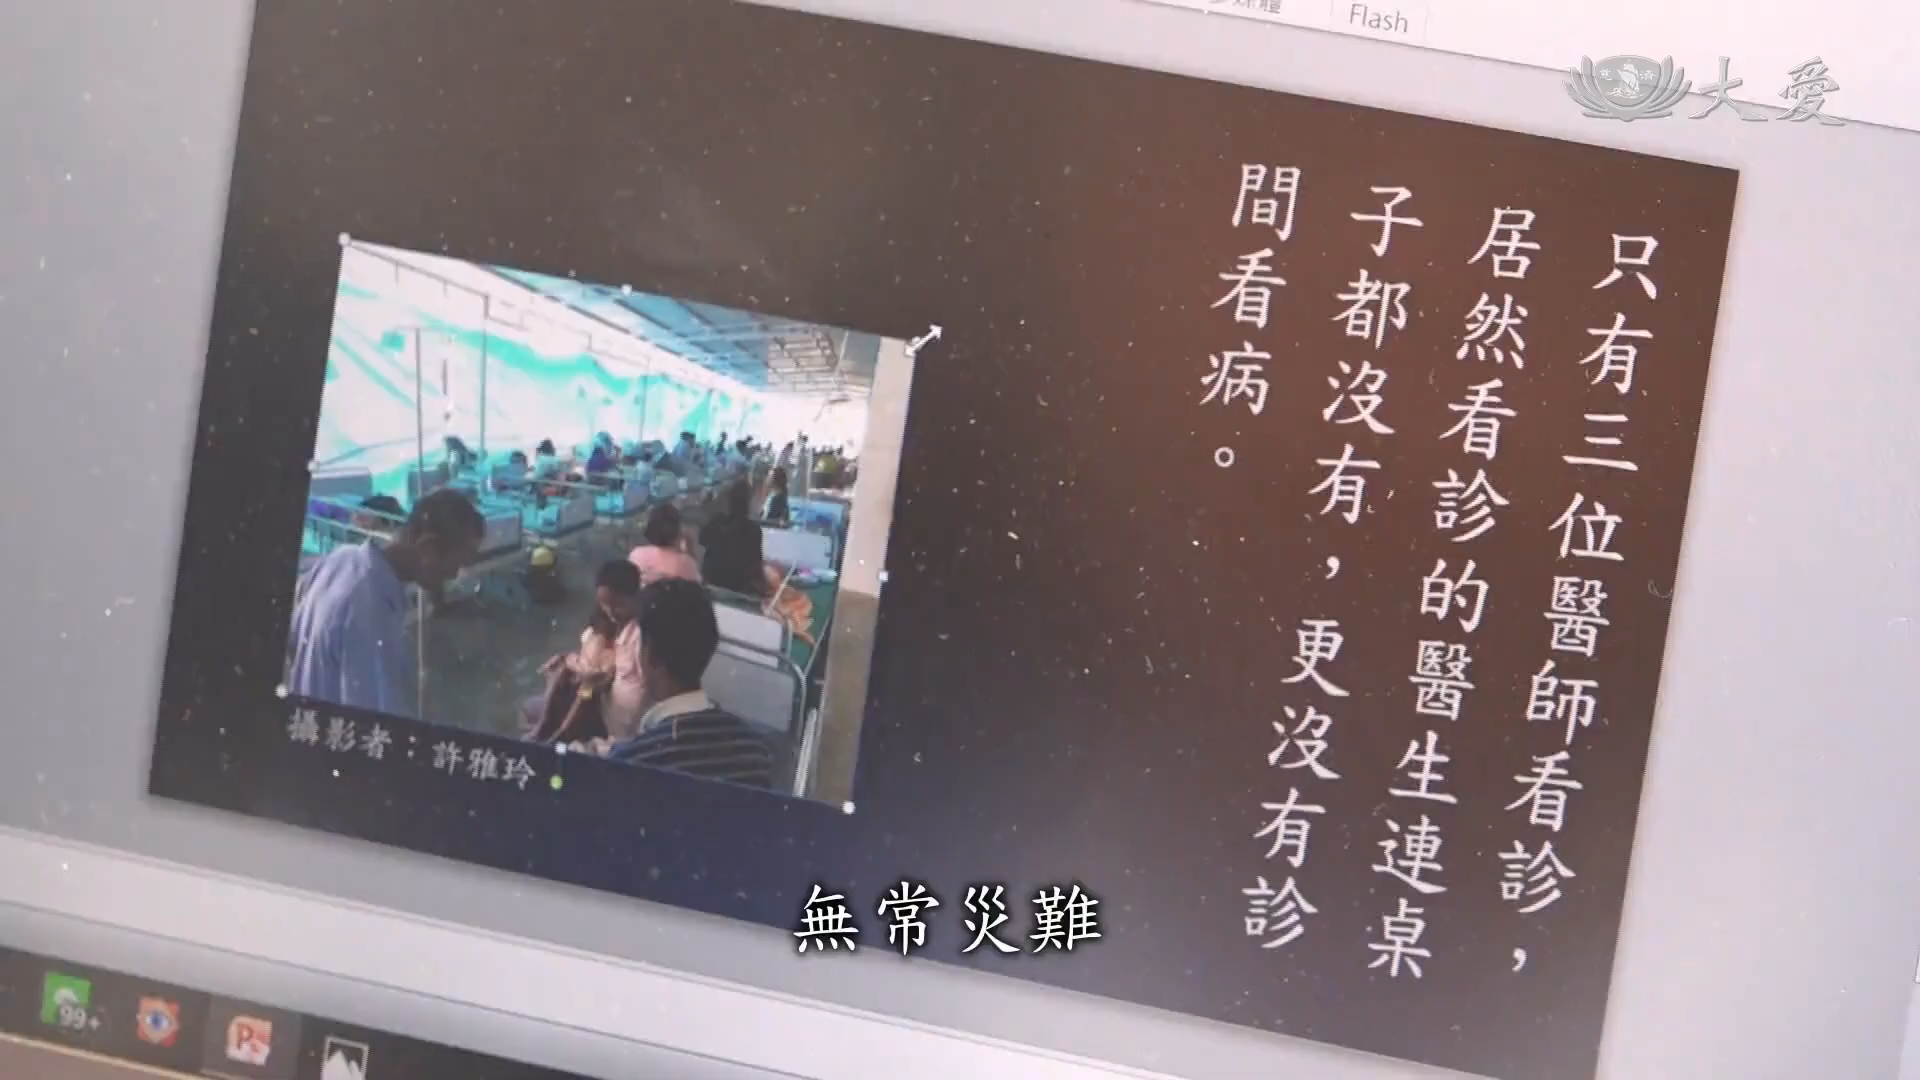 Flash
大愛
只有三位醫師看診，
居然看診的醫生連桌
子都沒有，更沒有診
間看病。
攝影者：許雅玲
無常災難
99+